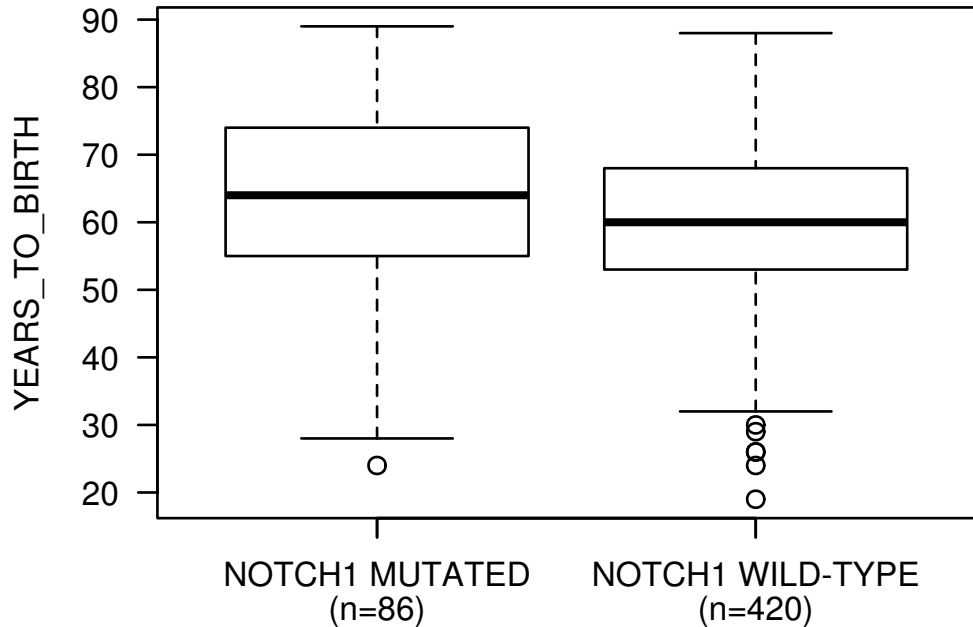 YEARS_TO_BIRTH
90
80
70
60
50
40
30
20
NOTCH1 MUTATED
(n=86)
NOTCH1 WILD-TYPE
(n=420)